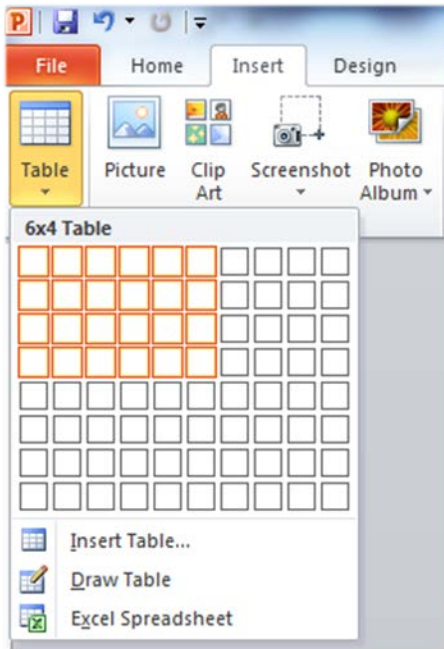 P
File Home Insert Design
Table Picture Clip Art Screenshot Photo Album
6x4 Table
Insert Table...
Draw Table
Excel Spreadsheet